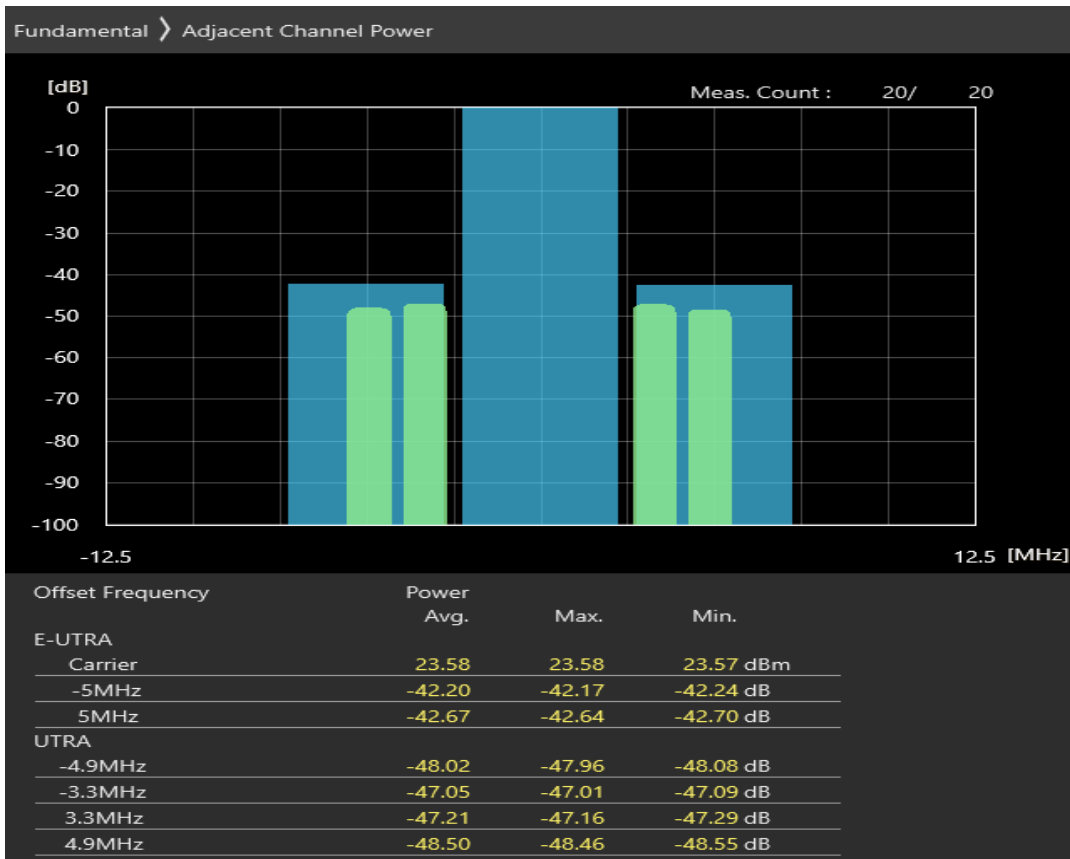 Fundamental 〉 Adjacent Channel Power
[dB]
Meas. Count : 20/ 20
0
-10
-20
-30
-40
-50
-60
-70
-80
-90
-100
-12.5 12.5 [MHz]
Offset Frequency Power
Avg. Max. Min.
E-UTRA
Carrier 23.58 23.58 23.57 dBm
-5MHz -42.20 -42.17 -42.24 dB
5MHz -42.67 -42.64 -42.70 dB
UTRA
-4.9MHz -48.02 -47.96 -48.08 dB
-3.3MHz -47.05 -47.01 -47.09 dB
3.3MHz -47.21 -47.16 -47.29 dB
4.9MHz -48.50 -48.46 -48.55 dB